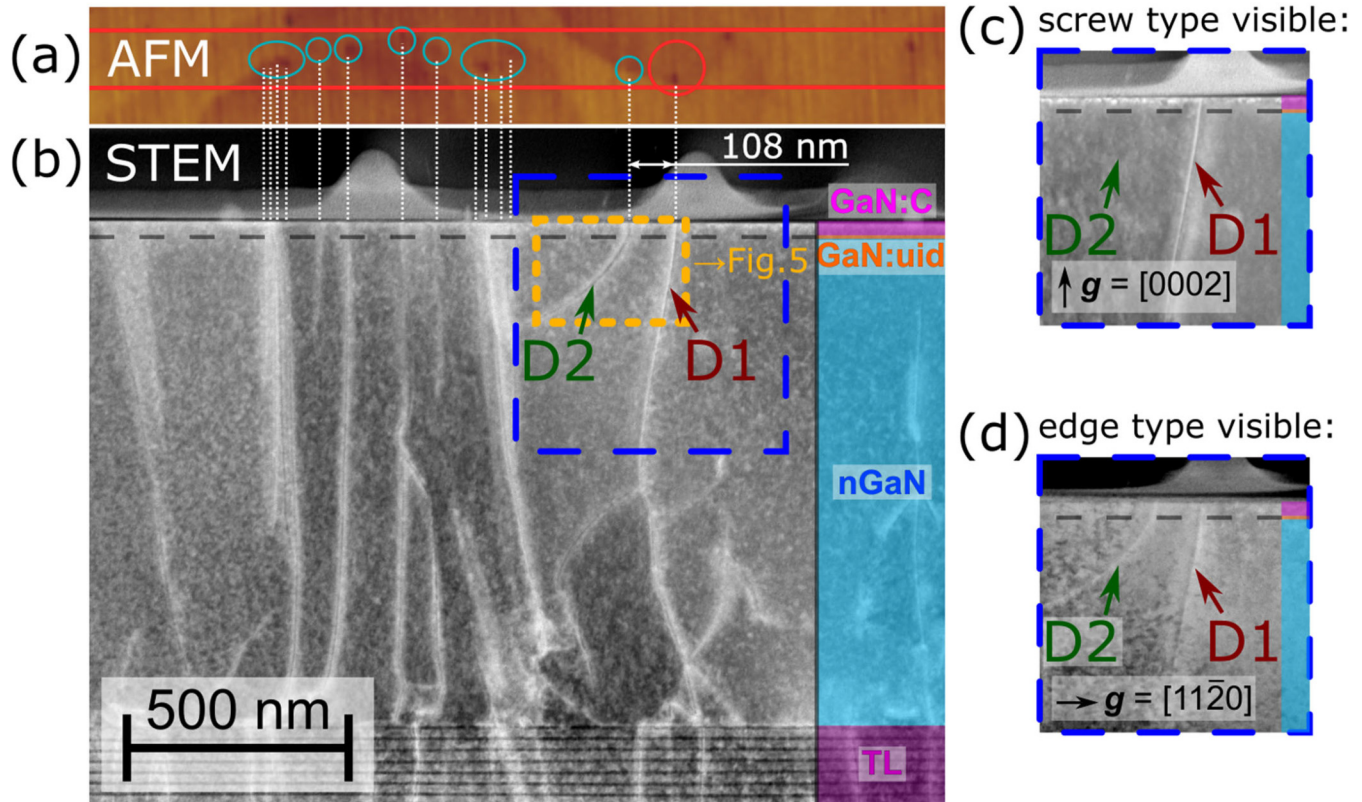 (a) AFM
(b) STEM
108 nm
GaN:C
GaN:uid
→Fig.5
D2
D1
nGaN
500 nm
TL
(c) screw type visible:
D2
D1
↑ g = [0002]
(d) edge type visible:
D2
D1
→ g = [112̄0]